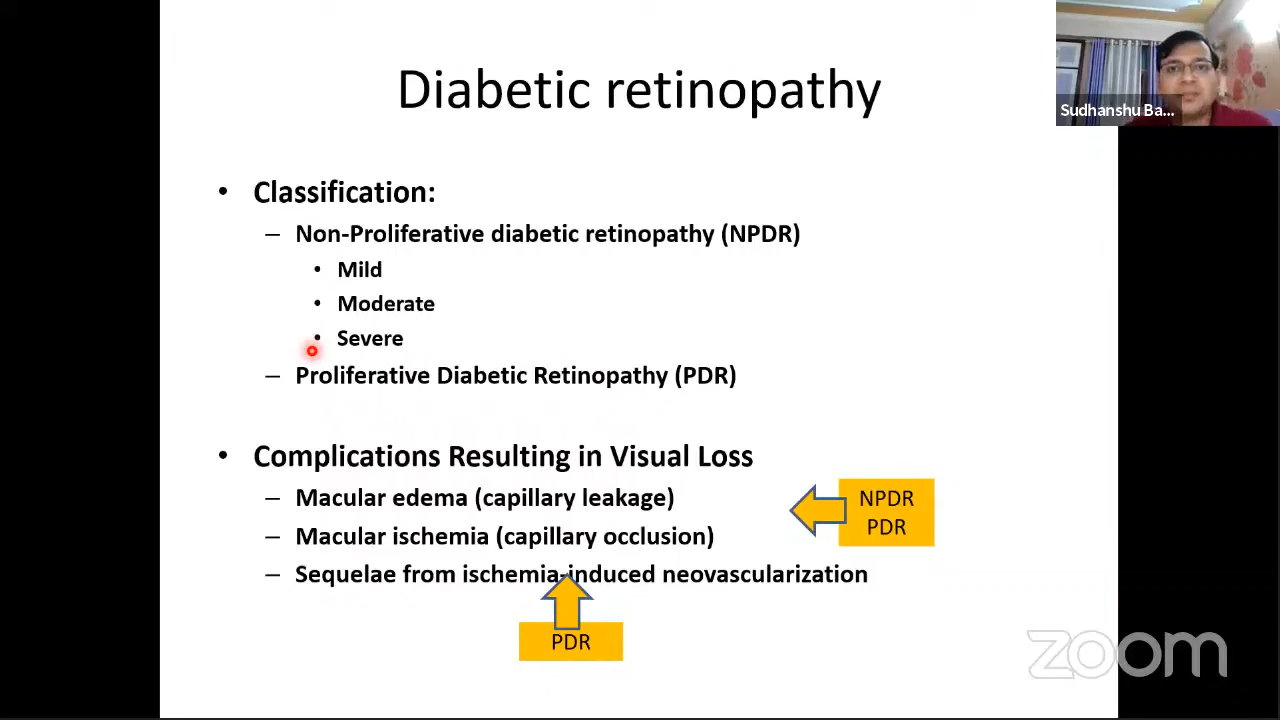 Diabetic retinopathy
Sudhanshu Ba...
• Classification:
– Non-Proliferative diabetic retinopathy (NPDR)
• Mild
• Moderate
• Severe
– Proliferative Diabetic Retinopathy (PDR)
• Complications Resulting in Visual Loss
– Macular edema (capillary leakage)
– Macular ischemia (capillary occlusion)
– Sequelae from ischemia-induced neovascularization
NPDR
PDR
PDR
zoom